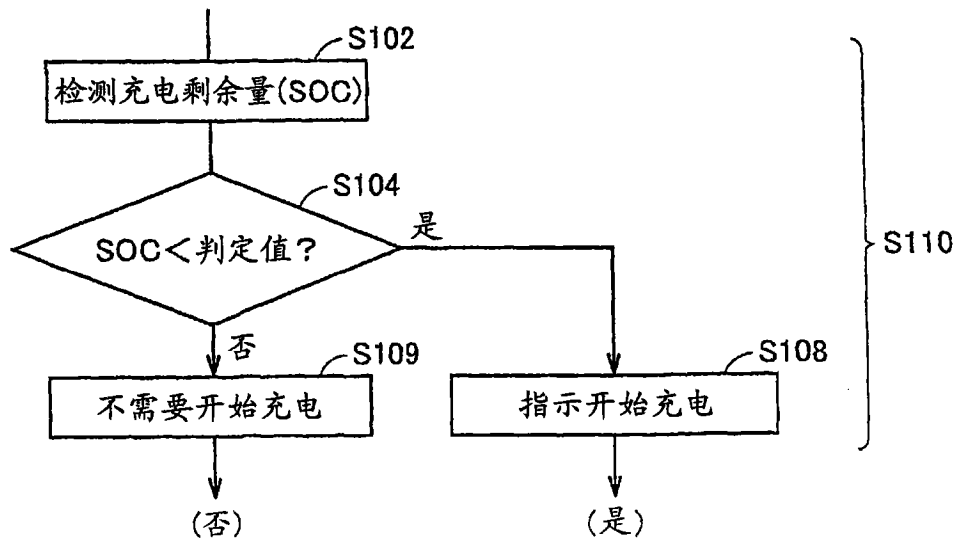 S102
检测充电剩余量(SOC)
S104
SOC<判定值?
是
S110
否
S109
不需要开始充电
S108
指示开始充电
(否)
(是)